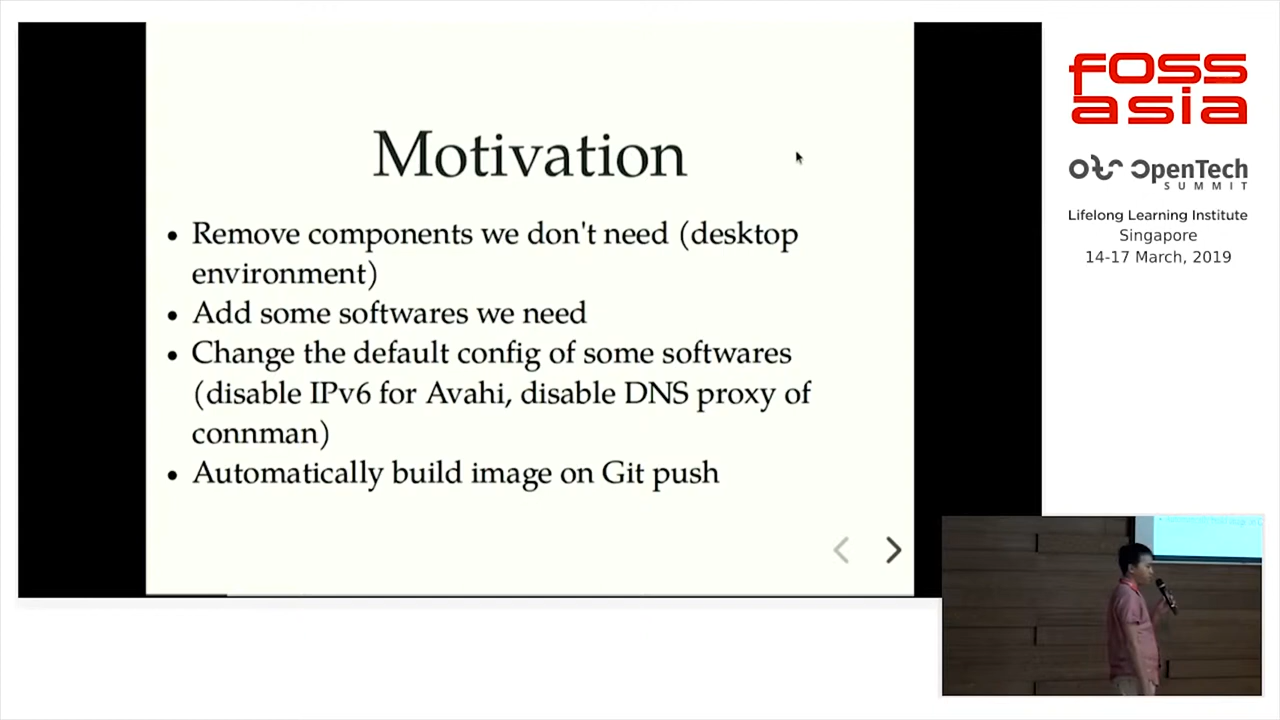 Motivation
• Remove components we don't need (desktop
environment)
• Add some softwares we need
• Change the default config of some softwares
(disable IPv6 for Avahi, disable DNS proxy of
connman)
• Automatically build image on Git push
fOSS
asia
OpenTech
SUMMIT
Lifelong Learning Institute
Singapore
14-17 March, 2019